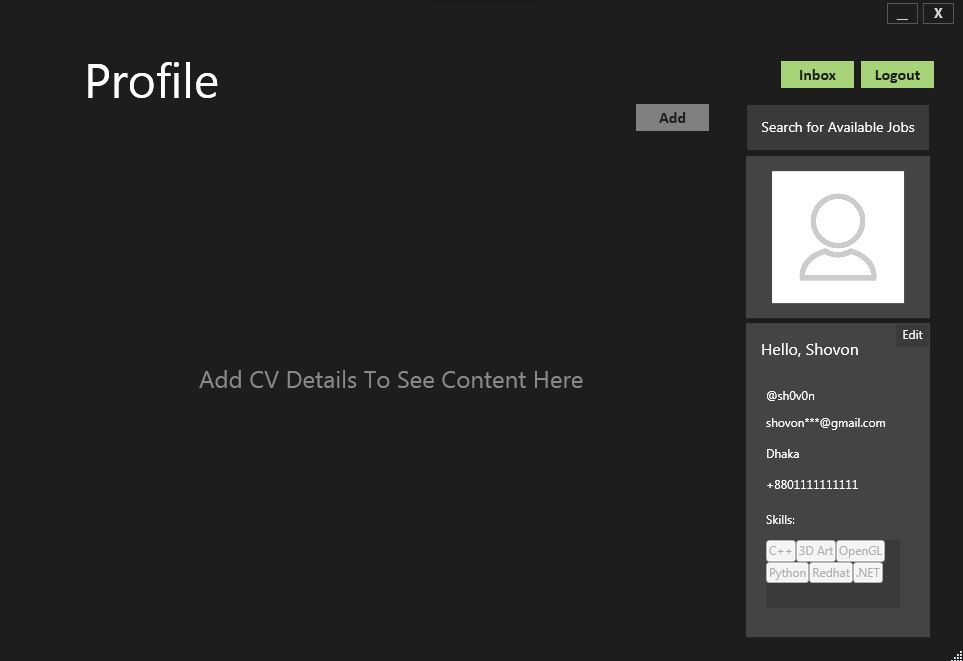 _ X
Profile
Inbox Logout
Add
Search for Available Jobs
Edit
Hello, Shovon
Add CV Details To See Content Here
@sh0v0n
shovon***@gmail.com
Dhaka
+8801111111111
Skills:
C++ 3D Art OpenGL
Python Redhat .NET